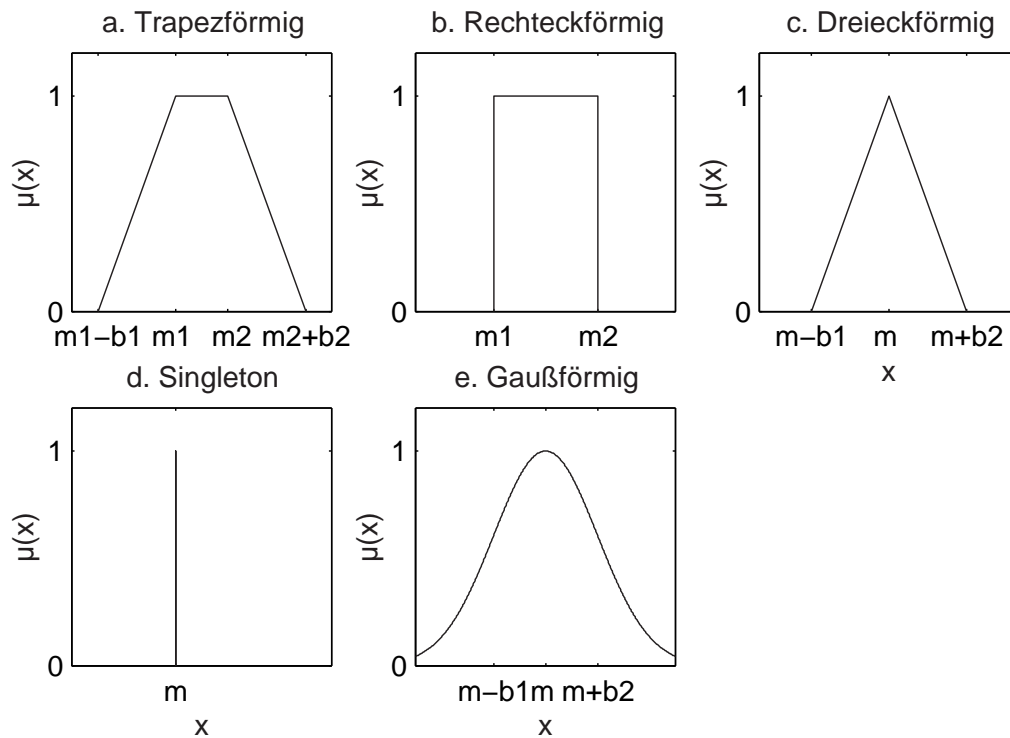 a. Trapezförmig
1
μ(x)
0
m1−b1 m1 m2 m2+b2
b. Rechteckförmig
1
μ(x)
0
m1 m2
c. Dreieckförmig
1
μ(x)
0
m−b1 m m+b2
x
d. Singleton
1
μ(x)
0
m
x
e. Gaußförmig
1
μ(x)
0
m−b1m m+b2
x